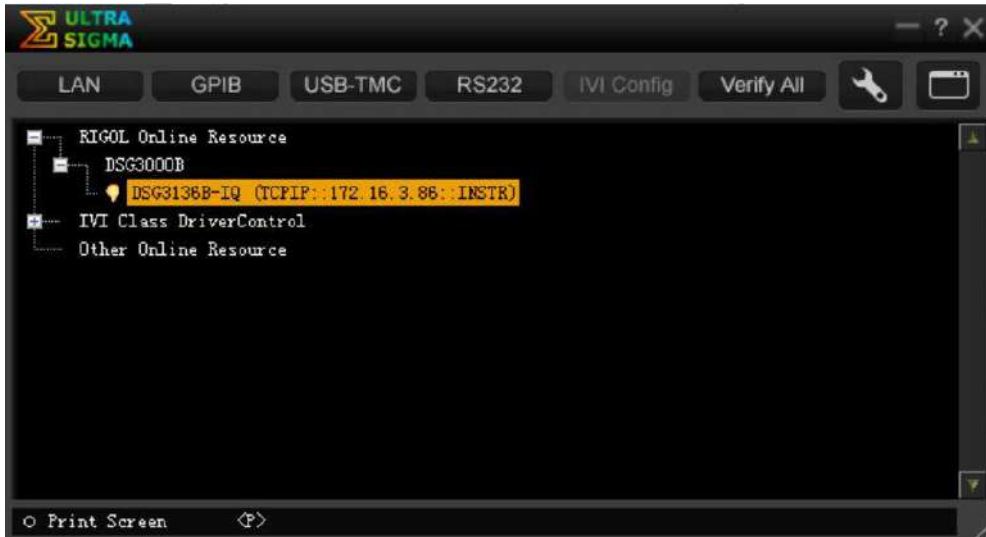 ULTRA
SIGMA
?
LAN GPIB USB-TMC RS232 IVI Config Verify All
RIGOL Online Resource
DSG3000B
DSG3136B-IQ (TCPIP::172.16.3.86::INSTR)
IVI Class DriverControl
Other Online Resource
Print Screen <P>